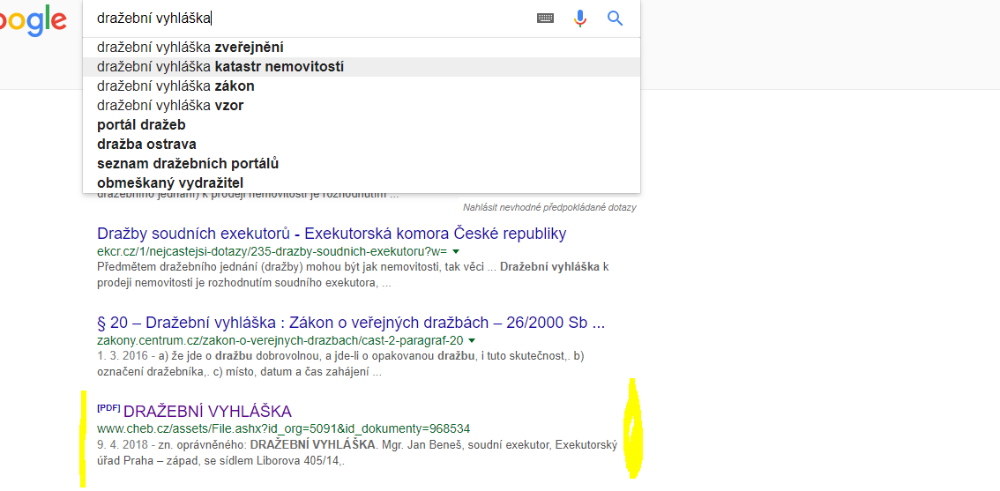 oogle
dražební vyhláška
dražební vyhláška zveřejnění
dražební vyhláška katastr nemovitostí
dražební vyhláška zákon
dražební vyhláška vzor
portál dražeb
dražba ostrava
seznam dražebních portálů
obmeškaný vydražitel
dražebního jednání) k prodeji nemovitosti je rozhodnutím ...
Nahlásit nevhodné předpokládané dotazy
Dražby soudních exekutorů - Exekutorská komora České republiky
ekcr.cz/1/nejcastejsi-dotazy/235-drazby-soudnich-exekutoru?w=
Předmětem dražebního jednání (dražby) mohou být jak nemovitosti, tak věci ... Dražební vyhláška k
prodeji nemovitosti je rozhodnutím soudního exekutora, ...
§ 20 – Dražební vyhláška : Zákon o veřejných dražbách – 26/2000 Sb ...
zakony.centrum.cz/zakon-o-verejnych-drazbach/cast-2-paragraf-20
1. 3. 2016 - a) že jde o dražbu dobrovolnou, a jde-li o opakovanou dražbu, i tuto skutečnost,. b)
označení dražebníka,. c) místo, datum a čas zahájení ...
[PDF] DRAŽEBNÍ VYHLÁŠKA
www.cheb.cz/assets/File.ashx?id_org=5091&id_dokumenty=968534
9. 4. 2018 - zn. oprávněného: DRAŽEBNÍ VYHLÁŠKA. Mgr. Jan Beneš, soudní exekutor, Exekutorský
úřad Praha – západ, se sídlem Liborova 405/14,.